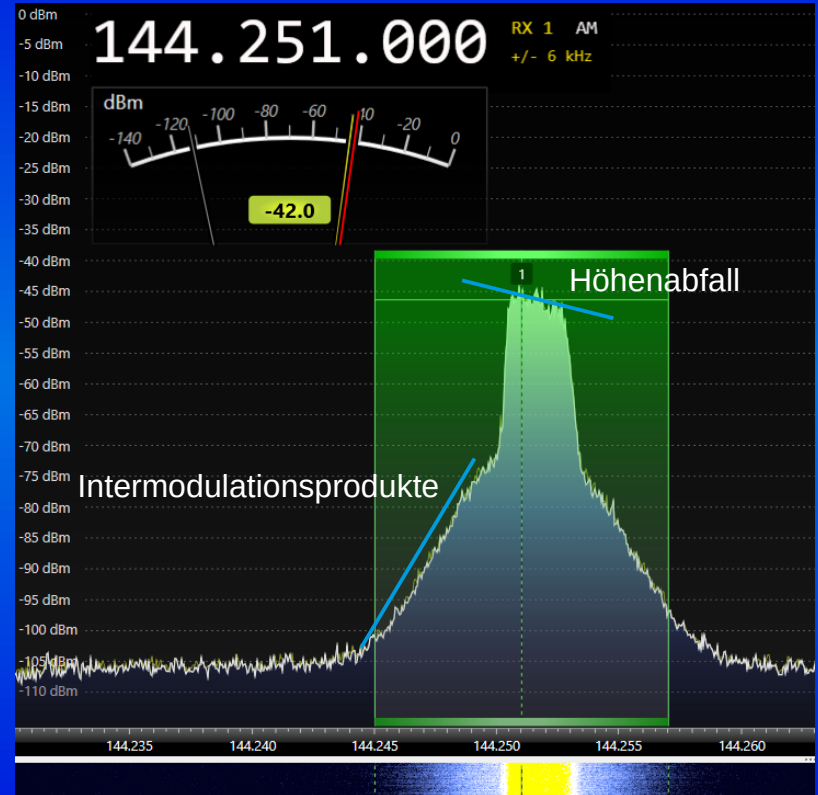 0 dBm
-5 dBm
-10 dBm
-15 dBm
-20 dBm
-25 dBm
-30 dBm
-35 dBm
-40 dBm
-45 dBm
-50 dBm
-55 dBm
-60 dBm
-65 dBm
-70 dBm
-75 dBm
-80 dBm
-85 dBm
-90 dBm
-95 dBm
-100 dBm
-105 dBm
-110 dBm
144.251.000
RX 1 AM
+/- 6 kHz
dBm
-140 -120 -100 -80 -60 40 -20 0
-42.0
1
Höhenabfall
Intermodulationsprodukte
144.235 144.240 144.245 144.250 144.255 144.260